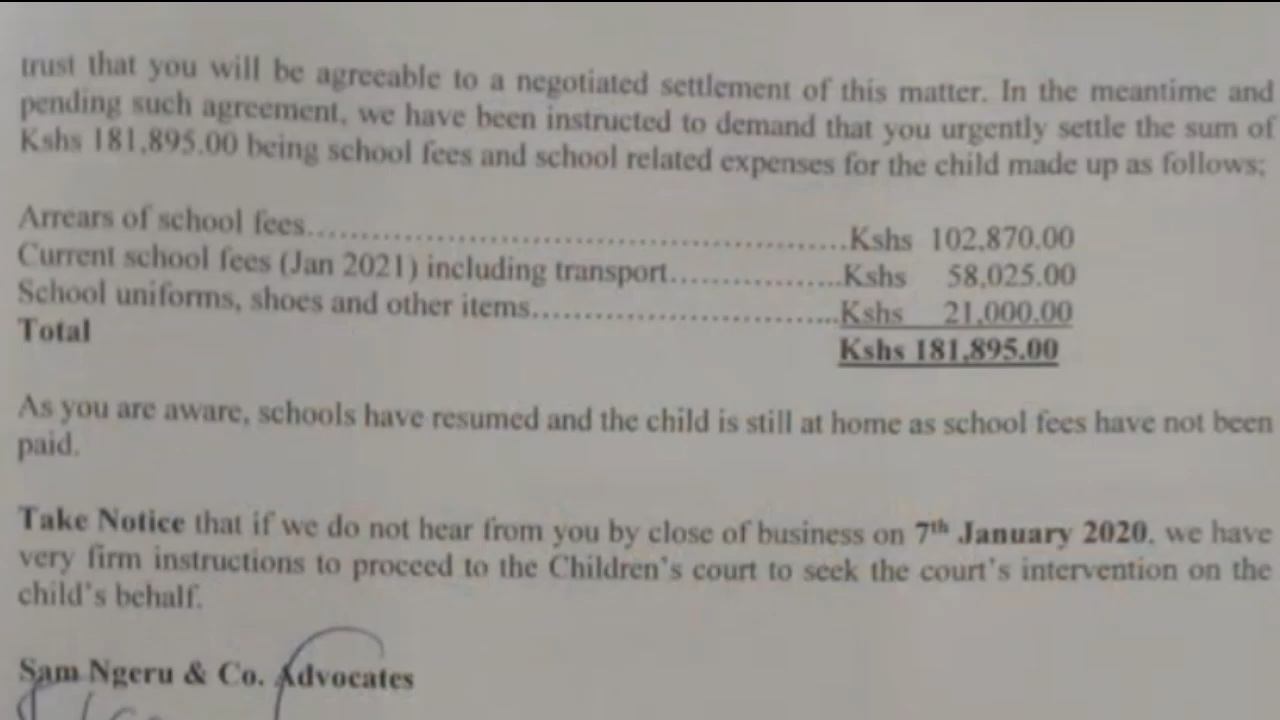 trust that you will be agreeable to a negotiated settlement of this matter. In the meantime and
pending such agreement, we have been instructed to demand that you urgently settle the sum of
Kshs 181,895.00 being school fees and school related expenses for the child made up as follows;
Arrears of school fees..........................................................Kshs 102,870.00
Current school fees (Jan 2021) including transport..................Kshs 58,025.00
School uniforms, shoes and other items.................................Kshs 21,000.00
Total Kshs 181,895.00
As you are aware, schools have resumed and the child is still at home as school fees have not been
paid.
Take Notice that if we do not hear from you by close of business on 7th January 2020, we have
very firm instructions to proceed to the Children's court to seek the court's intervention on the
child's behalf.
Sam Ngeru & Co. Advocates